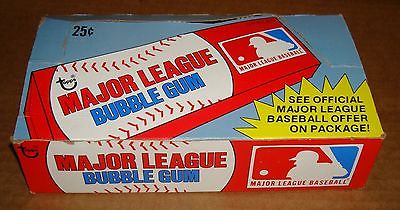 25¢
Topps
MAJOR LEAGUE
BUBBLE GUM
MAJOR LEAGUE BASEBALL
SEE OFFICIAL
MAJOR LEAGUE
BASEBALL OFFER
ON PACKAGE!
Topps
MAJOR LEAGUE
BUBBLE GUM
MAJOR LEAGUE BASEBALL